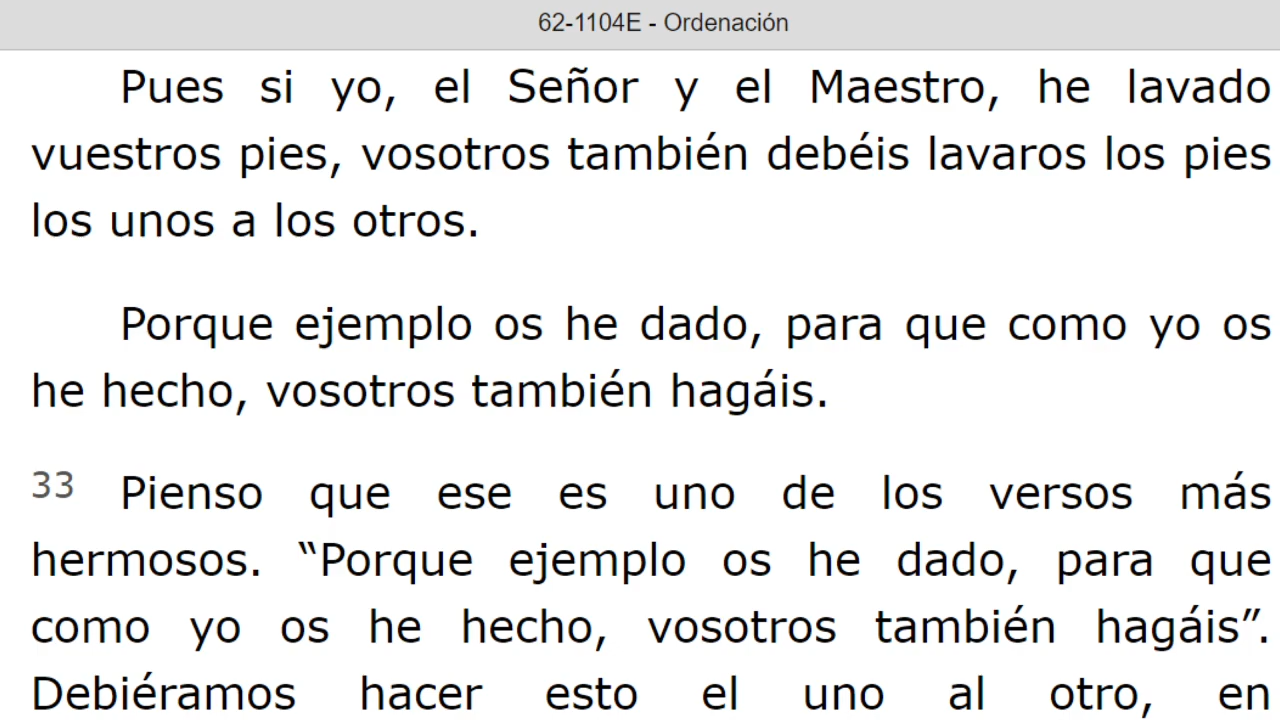 62-1104E - Ordenación
Pues si yo, el Señor y el Maestro, he lavado
vuestros pies, vosotros también debéis lavaros los pies
los unos a los otros.
Porque ejemplo os he dado, para que como yo os
he hecho, vosotros también hagáis.
33 Pienso que ese es uno de los versos más
hermosos. “Porque ejemplo os he dado, para que
como yo os he hecho, vosotros también hagáis”.
Debiéramos hacer esto el uno al otro, en